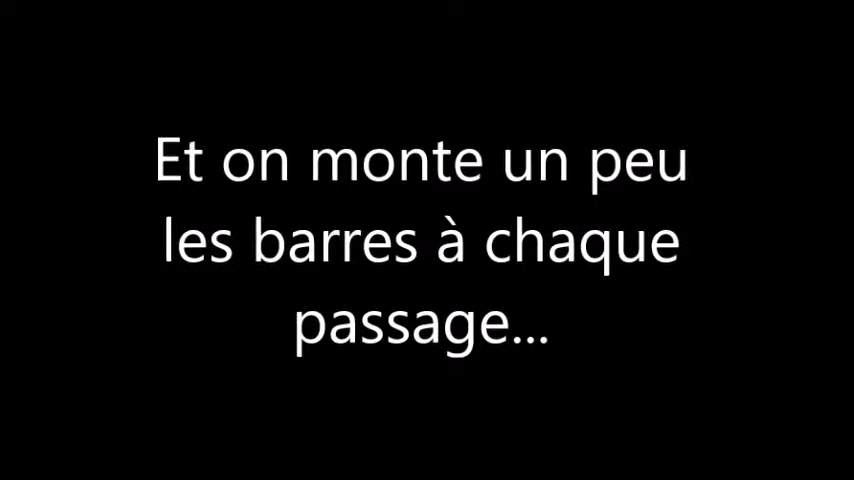 Et on monte un peu
les barres à chaque
passage...